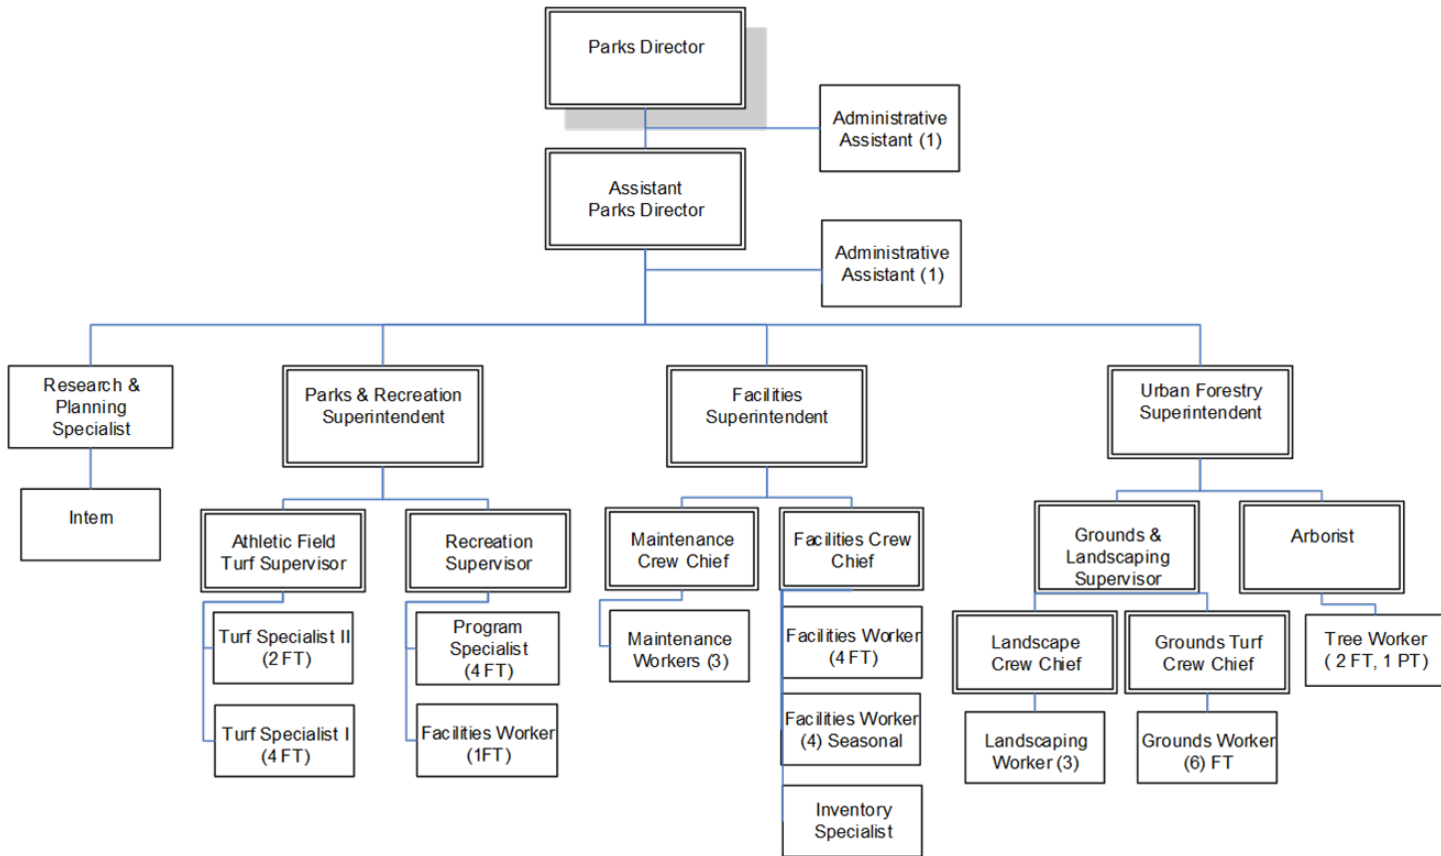 Parks Director
Administrative
Assistant (1)
Assistant
Parks Director
Administrative
Assistant (1)
Research &
Planning
Specialist
Parks & Recreation
Superintendent
Facilities
Superintendent
Urban Forestry
Superintendent
Intern
Athletic Field
Turf Supervisor
Recreation
Supervisor
Maintenance
Crew Chief
Facilities Crew
Chief
Grounds &
Landscaping
Supervisor
Arborist
Turf Specialist II
(2 FT)
Program
Specialist
(4 FT)
Maintenance
Workers (3)
Facilities Worker
(4 FT)
Landscape
Crew Chief
Grounds Turf
Crew Chief
Tree Worker
( 2 FT, 1 PT)
Turf Specialist I
(4 FT)
Facilities Worker
(1FT)
Facilities Worker
(4) Seasonal
Landscaping
Worker (3)
Grounds Worker
(6) FT
Inventory
Specialist